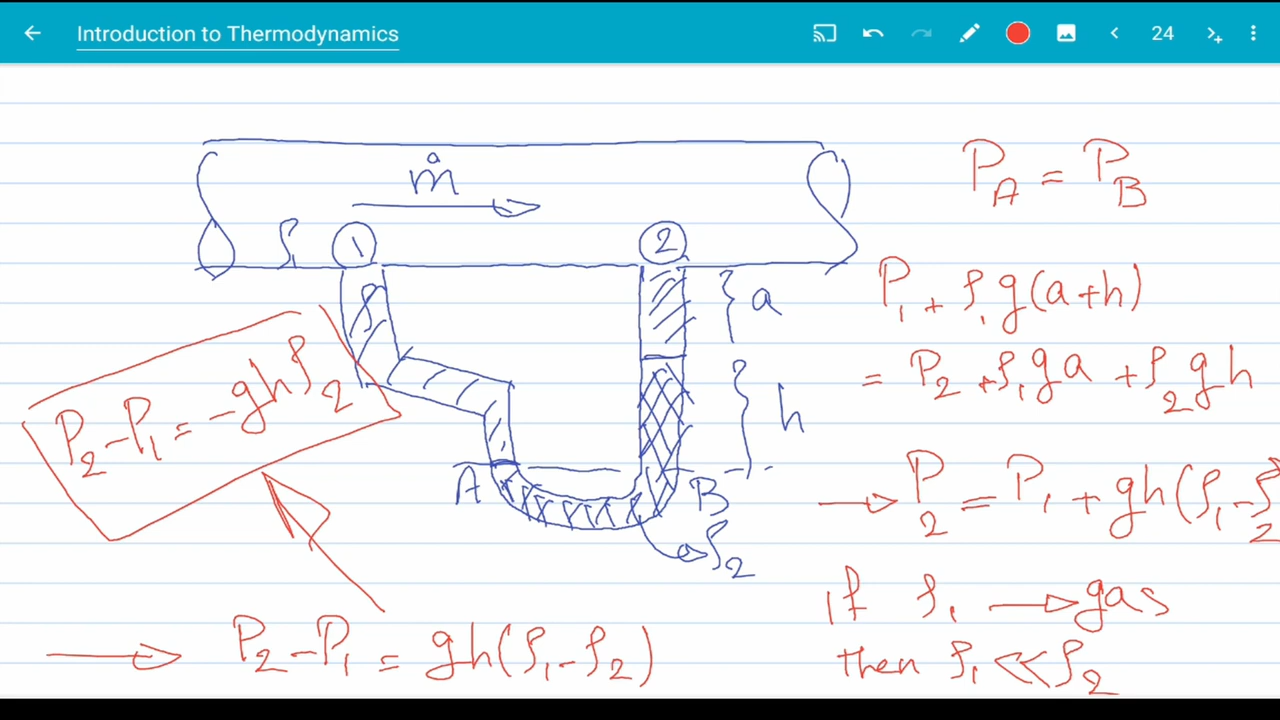 Introduction to Thermodynamics
24
ṁ
ρ₁
1
2
ρ₁
a
h
A
B
ρ₂
P₂ - P₁ = -ghρ₂
P_A = P_B
P₁ + ρ₁g(a+h)
= P₂ + ρ₁ga + ρ₂gh
→ P₂ = P₁ + gh(ρ₁-ρ₂
if ρ₁ → gas
then ρ₁ << ρ₂
→ P₂ - P₁ = gh(ρ₁-ρ₂)